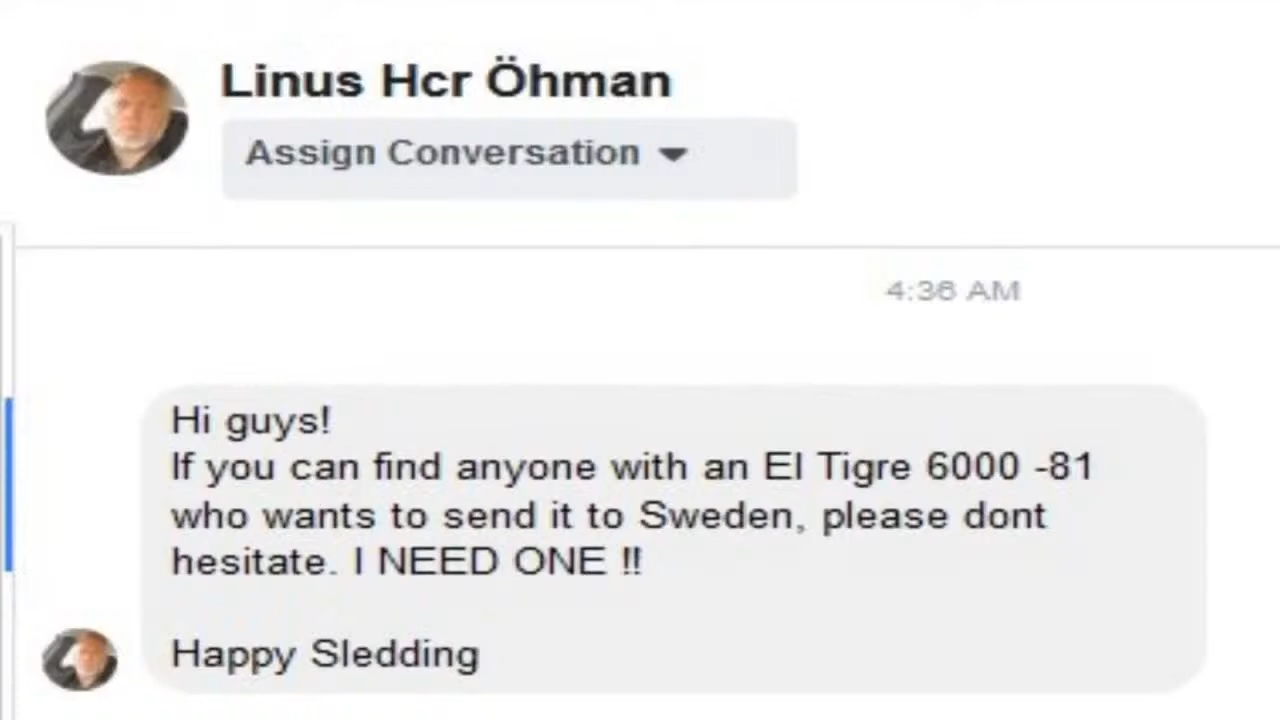 Linus Hcr Öhman
Assign Conversation
4:36 AM
Hi guys!
If you can find anyone with an El Tigre 6000 -81
who wants to send it to Sweden, please dont
hesitate. I NEED ONE !!
Happy Sledding